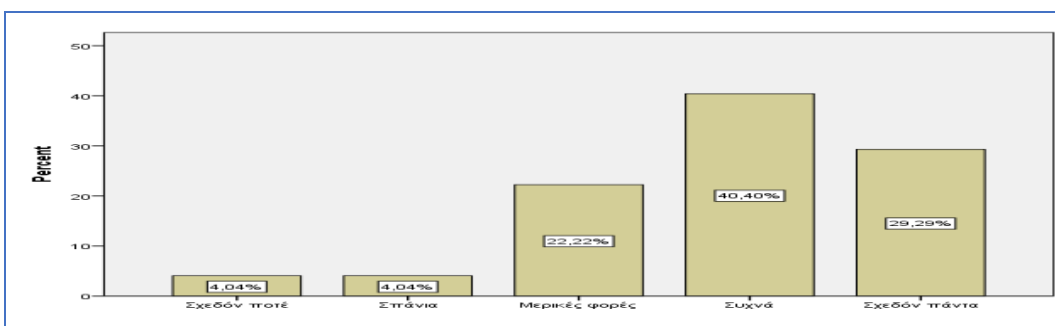 50
40
30
20
10
0
Percent
4,04%
4,04%
22,22%
40,40%
29,29%
Σχεδόν ποτέ
Σπάνια
Μερικές φορές
Συχνά
Σχεδόν πάντα